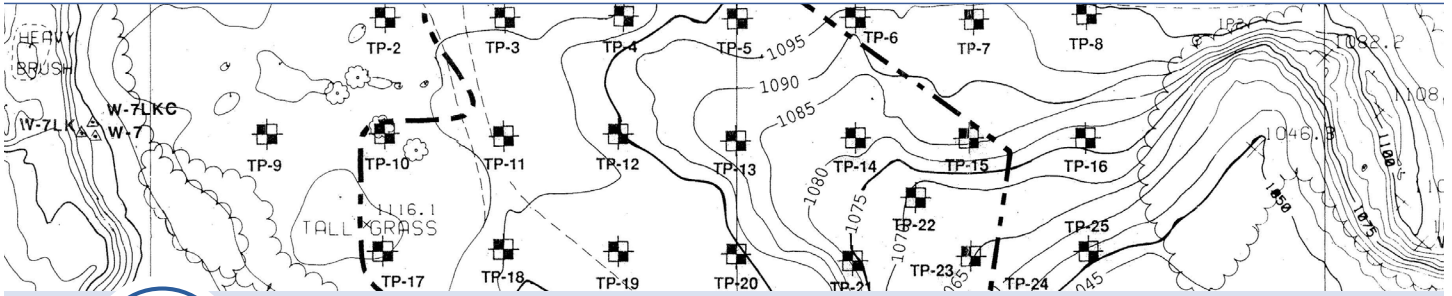 HEAVY
BRUSH
TP-2
TP-3
TP-4
TP-5
TP-6
TP-7
TP-8
1095
1090
1085
1082.2
W-7LKC
W-7LK
W-7
TP-9
TP-10
TP-11
TP-12
TP-13
TP-14
TP-15
TP-16
1046.3
1100
1080
1075
1116.1
TALL GRASS
TP-22
TP-25
1050
1075
TP-17
TP-18
TP-19
TP-20
TP-21
TP-23
TP-24
1065
1045